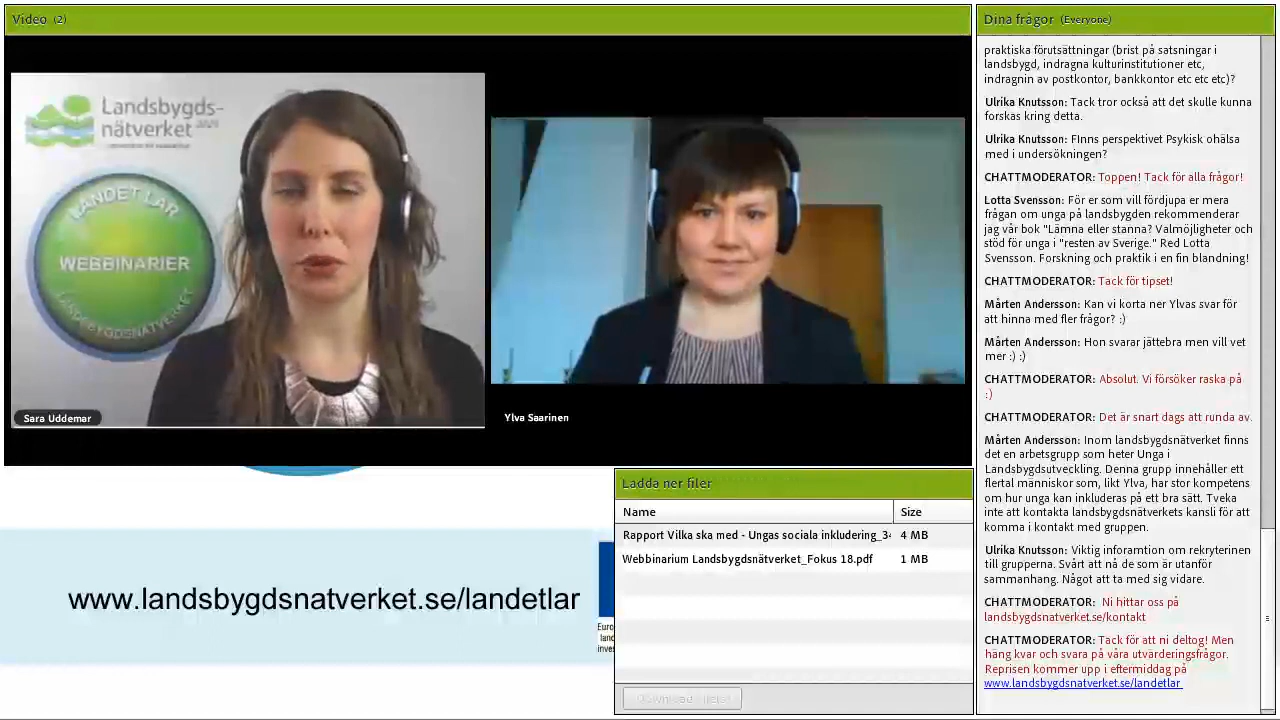 Video (2)
Landsbygds-
nätverket
LANDET LÄR
WEBBINARIER
LANDSBYGDSNÄTVERKET
Sara Uddemar
Ylva Saarinen
www.landsbygdsnatverket.se/landetlar
Euro
land
inves
Ladda ner filer
Name
Size
Rapport Vilka ska med - Ungas sociala inkludering_34
4 MB
Webbinarium Landsbygdsnätverket_Fokus 18.pdf
1 MB
Download File(s)
Dina frågor (Everyone)
praktiska förutsättningar (brist på satsningar i
landsbygd, indragna kulturinstitutioner etc,
indragnin av postkontor, bankkontor etc etc etc)?
Ulrika Knutsson: Tack tror också att det skulle kunna
forskas kring detta.
Ulrika Knutsson: FInns perspektivet Psykisk ohälsa
med i undersökningen?
CHATTMODERATOR: Toppen! Tack för alla frågor!
Lotta Svensson: För er som vill fördjupa er mera
frågan om unga på landsbygden rekommenderar
jag vår bok "Lämna eller stanna? Valmöjligheter och
stöd för unga i "resten av Sverige." Red Lotta
Svensson. Forskning och praktik i en fin blandning!
CHATTMODERATOR: Tack för tipset!
Mårten Andersson: Kan vi korta ner Ylvas svar för
att hinna med fler frågor? ;)
Mårten Andersson: Hon svarar jättebra men vill vet
mer :) :)
CHATTMODERATOR: Absolut. Vi försöker raska på
:)
CHATTMODERATOR: Det är snart dags att runda av.
Mårten Andersson: Inom landsbygdsnätverket finns
det en arbetsgrupp som heter Unga i
Landsbygdsutveckling. Denna grupp innehåller ett
flertal människor som, likt Ylva, har stor kompetens
om hur unga kan inkluderas på ett bra sätt. Tveka
inte att kontakta landsbygdsnätverkets kansli för att
komma i kontakt med gruppen.
Ulrika Knutsson: Viktig inforamtion om rekryterinen
till grupperna. Svårt att nå de som är utanför
sammanhang. Något att ta med sig vidare.
CHATTMODERATOR: Ni hittar oss på
landsbygdsnatverket.se/kontakt
CHATTMODERATOR: Tack för att ni deltog! Men
häng kvar och svara på våra utvärderingsfrågor.
Reprisen kommer upp i eftermiddag på
www.landsbygdsnatverket.se/landetlar